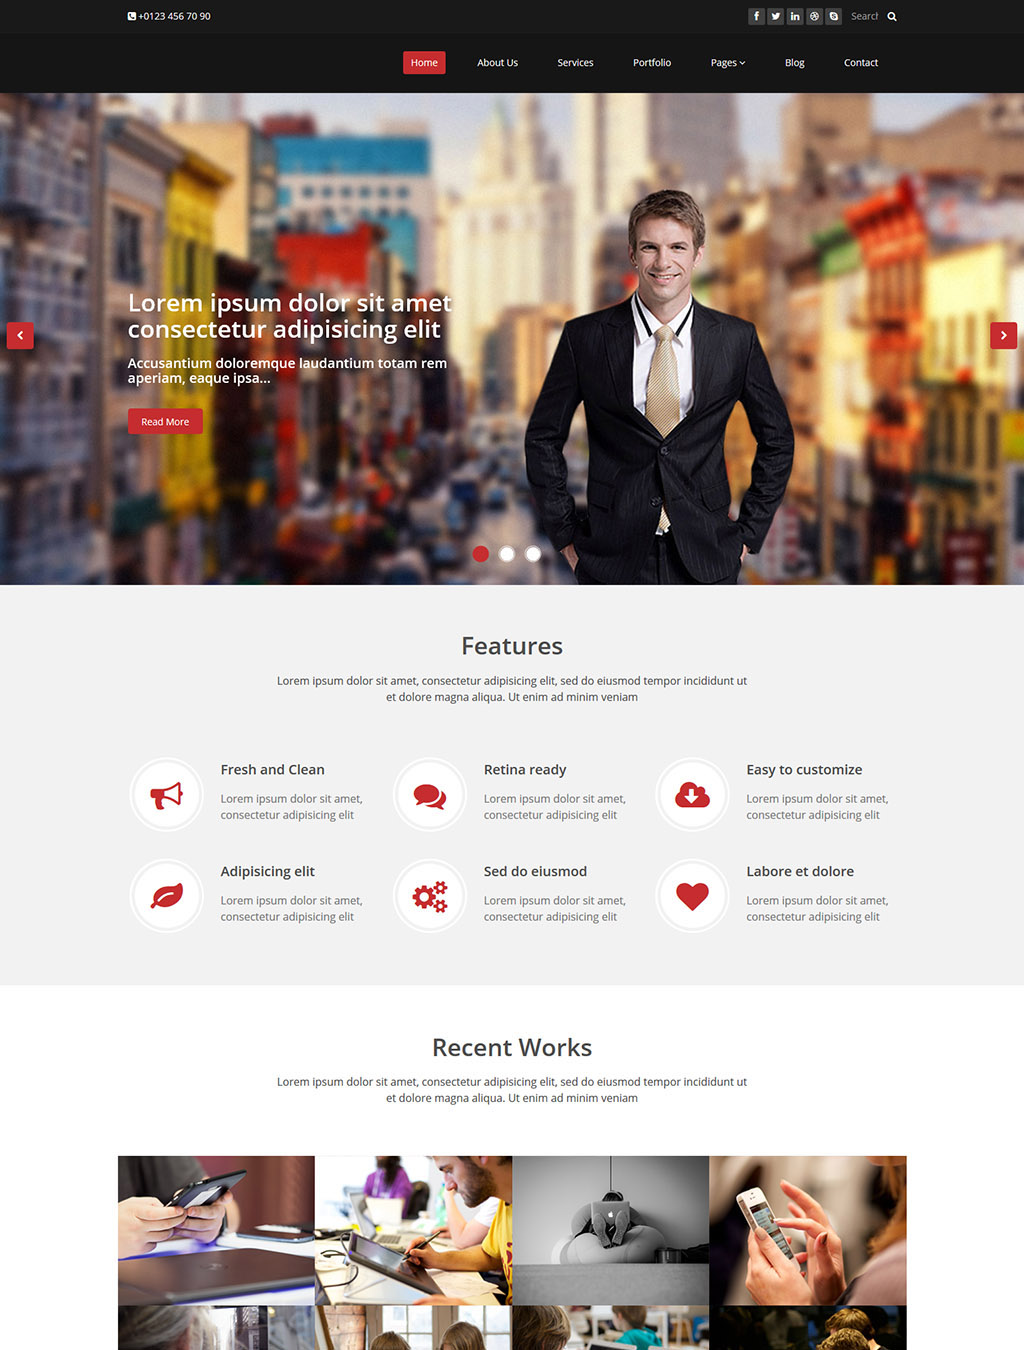 +0123 456 70 90
Search
Home About Us Services Portfolio Pages Blog Contact
Lorem ipsum dolor sit amet
consectetur adipisicing elit
Accusantium doloremque laudantium totam rem
aperiam, eaque ipsa...
Read More
Features
Lorem ipsum dolor sit amet, consectetur adipisicing elit, sed do eiusmod tempor incididunt ut
et dolore magna aliqua. Ut enim ad minim veniam
Fresh and Clean
Lorem ipsum dolor sit amet,
consectetur adipisicing elit
Retina ready
Lorem ipsum dolor sit amet,
consectetur adipisicing elit
Easy to customize
Lorem ipsum dolor sit amet,
consectetur adipisicing elit
Adipisicing elit
Lorem ipsum dolor sit amet,
consectetur adipisicing elit
Sed do eiusmod
Lorem ipsum dolor sit amet,
consectetur adipisicing elit
Labore et dolore
Lorem ipsum dolor sit amet,
consectetur adipisicing elit
Recent Works
Lorem ipsum dolor sit amet, consectetur adipisicing elit, sed do eiusmod tempor incididunt ut
et dolore magna aliqua. Ut enim ad minim veniam